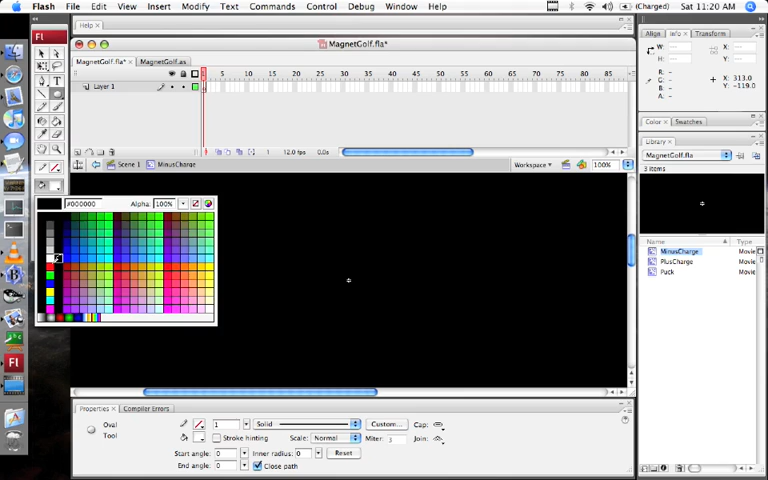 Flash File Edit View Insert Modify Text Commands Control Debug Window Help (Charged) Sat 11:20 AM
Help ×
Fl
MagnetGolf.fla*
MagnetGolf.fla* × MagnetGolf.as
1 5 10 15 20 25 30 35 40 45 50 55 60 65 70 75 80 85
Layer 1
1 12.0 fps 0.0s
Scene 1 MinusCharge Workspace 100%
#000000 Alpha: 100%
Properties × Compiler Errors
Oval
Tool
1 Solid Custom... Cap:
Stroke hinting Scale: Normal Miter: 3 Join:
Start angle: 0 Inner radius: 0 Reset
End angle: 0 Close path
Align Info × Transform
W: X:
H: Y:
R: X: 313.0
G: Y: -119.0
B:
A:
Color × Swatches
Library ×
MagnetGolf.fla
3 items
Name Type
MinusCharge Movie
PlusCharge Movie
Puck Movie
Fl